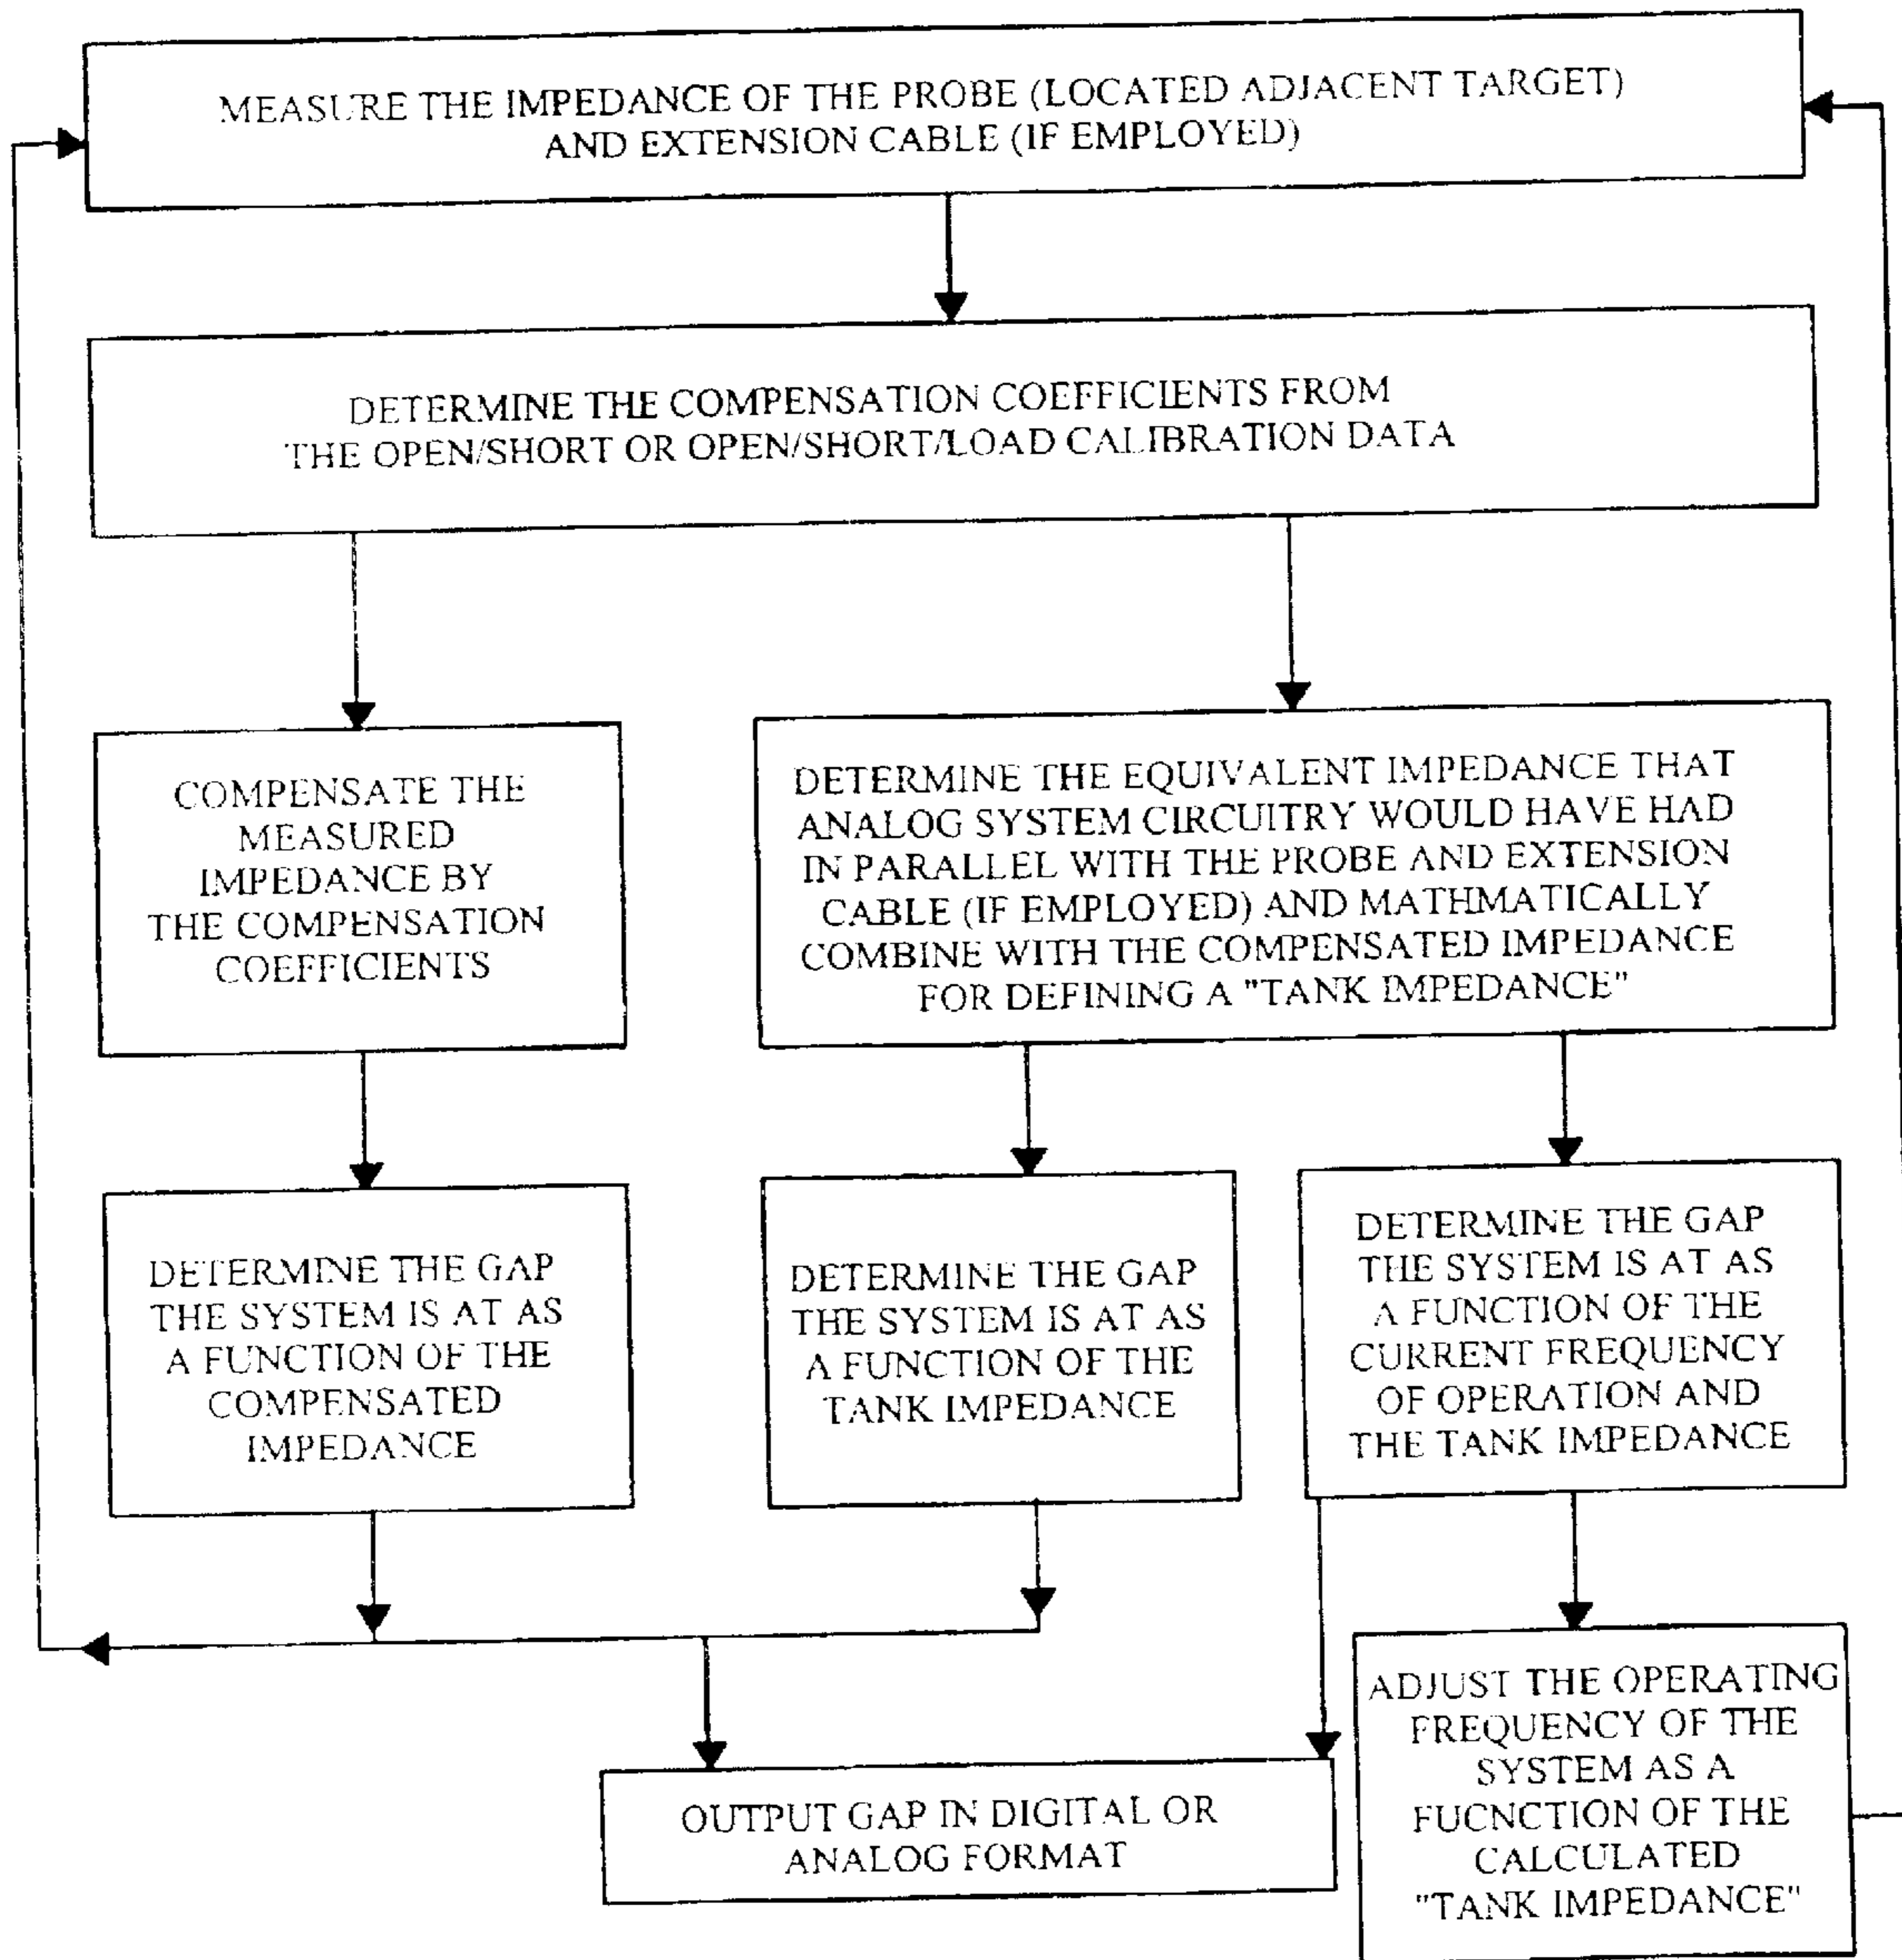 MEASURE THE IMPEDANCE OF THE PROBE (LOCATED ADJACENT TARGET)
AND EXTENSION CABLE (IF EMPLOYED)
DETERMINE THE COMPENSATION COEFFICIENTS FROM
THE OPEN/SHORT OR OPEN/SHORT/LOAD CALIBRATION DATA
COMPENSATE THE
MEASURED
IMPEDANCE BY
THE COMPENSATION
COEFFICIENTS
DETERMINE THE EQUIVALENT IMPEDANCE THAT
ANALOG SYSTEM CIRCUITRY WOULD HAVE HAD
IN PARALLEL WITH THE PROBE AND EXTENSION
CABLE (IF EMPLOYED) AND MATHMATICALLY
COMBINE WITH THE COMPENSATED IMPEDANCE
FOR DEFINING A "TANK IMPEDANCE"
DETERMINE THE GAP
THE SYSTEM IS AT AS
A FUNCTION OF THE
COMPENSATED
IMPEDANCE
DETERMINE THE GAP
THE SYSTEM IS AT AS
A FUNCTION OF THE
TANK IMPEDANCE
DETERMINE THE GAP
THE SYSTEM IS AT AS
A FUNCTION OF THE
CURRENT FREQUENCY
OF OPERATION AND
THE TANK IMPEDANCE
OUTPUT GAP IN DIGITAL OR
ANALOG FORMAT
ADJUST THE OPERATING
FREQUENCY OF THE
SYSTEM AS A
FUCNCTION OF THE
CALCULATED
"TANK IMPEDANCE"